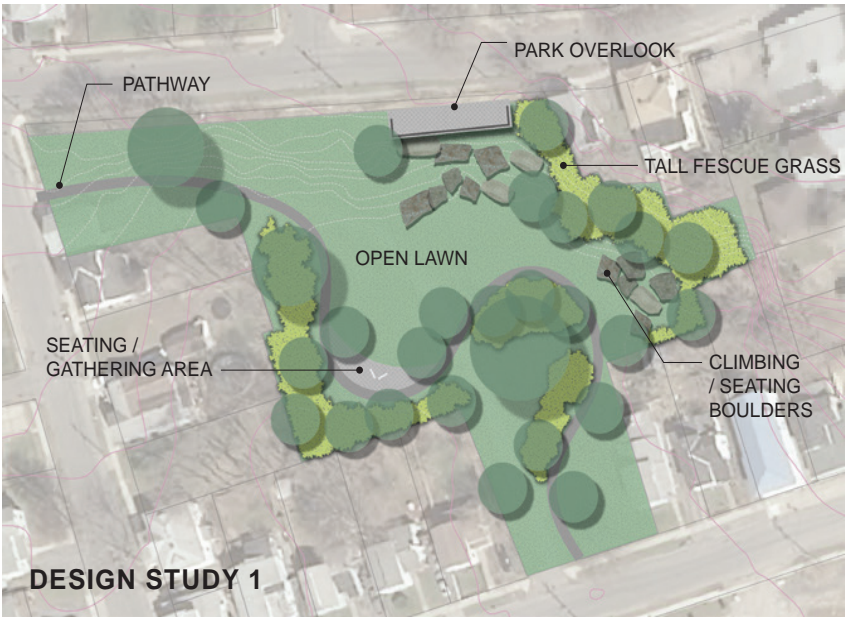 PARK OVERLOOK
PATHWAY
TALL FESCUE GRASS
OPEN LAWN
SEATING /
GATHERING AREA
CLIMBING
/ SEATING
BOULDERS
DESIGN STUDY 1